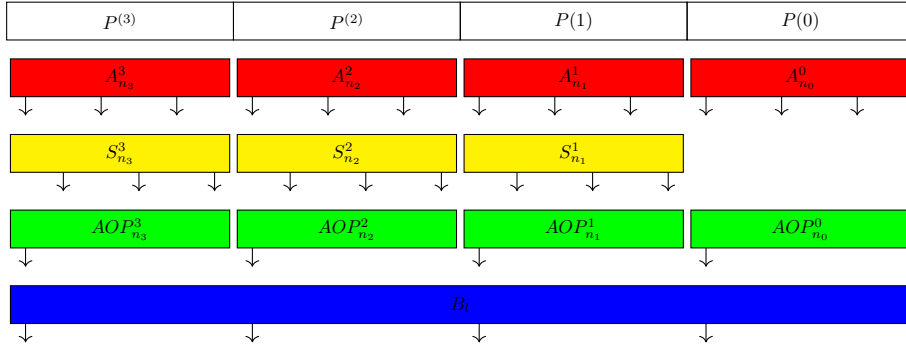 P^{(3)} P^{(2)} P(1) P(0)
A^3_{n_3} A^2_{n_2} A^1_{n_1} A^0_{n_0}
S^3_{n_3} S^2_{n_2} S^1_{n_1}
AOP^3_{n_3} AOP^2_{n_2} AOP^1_{n_1} AOP^0_{n_0}
B_l